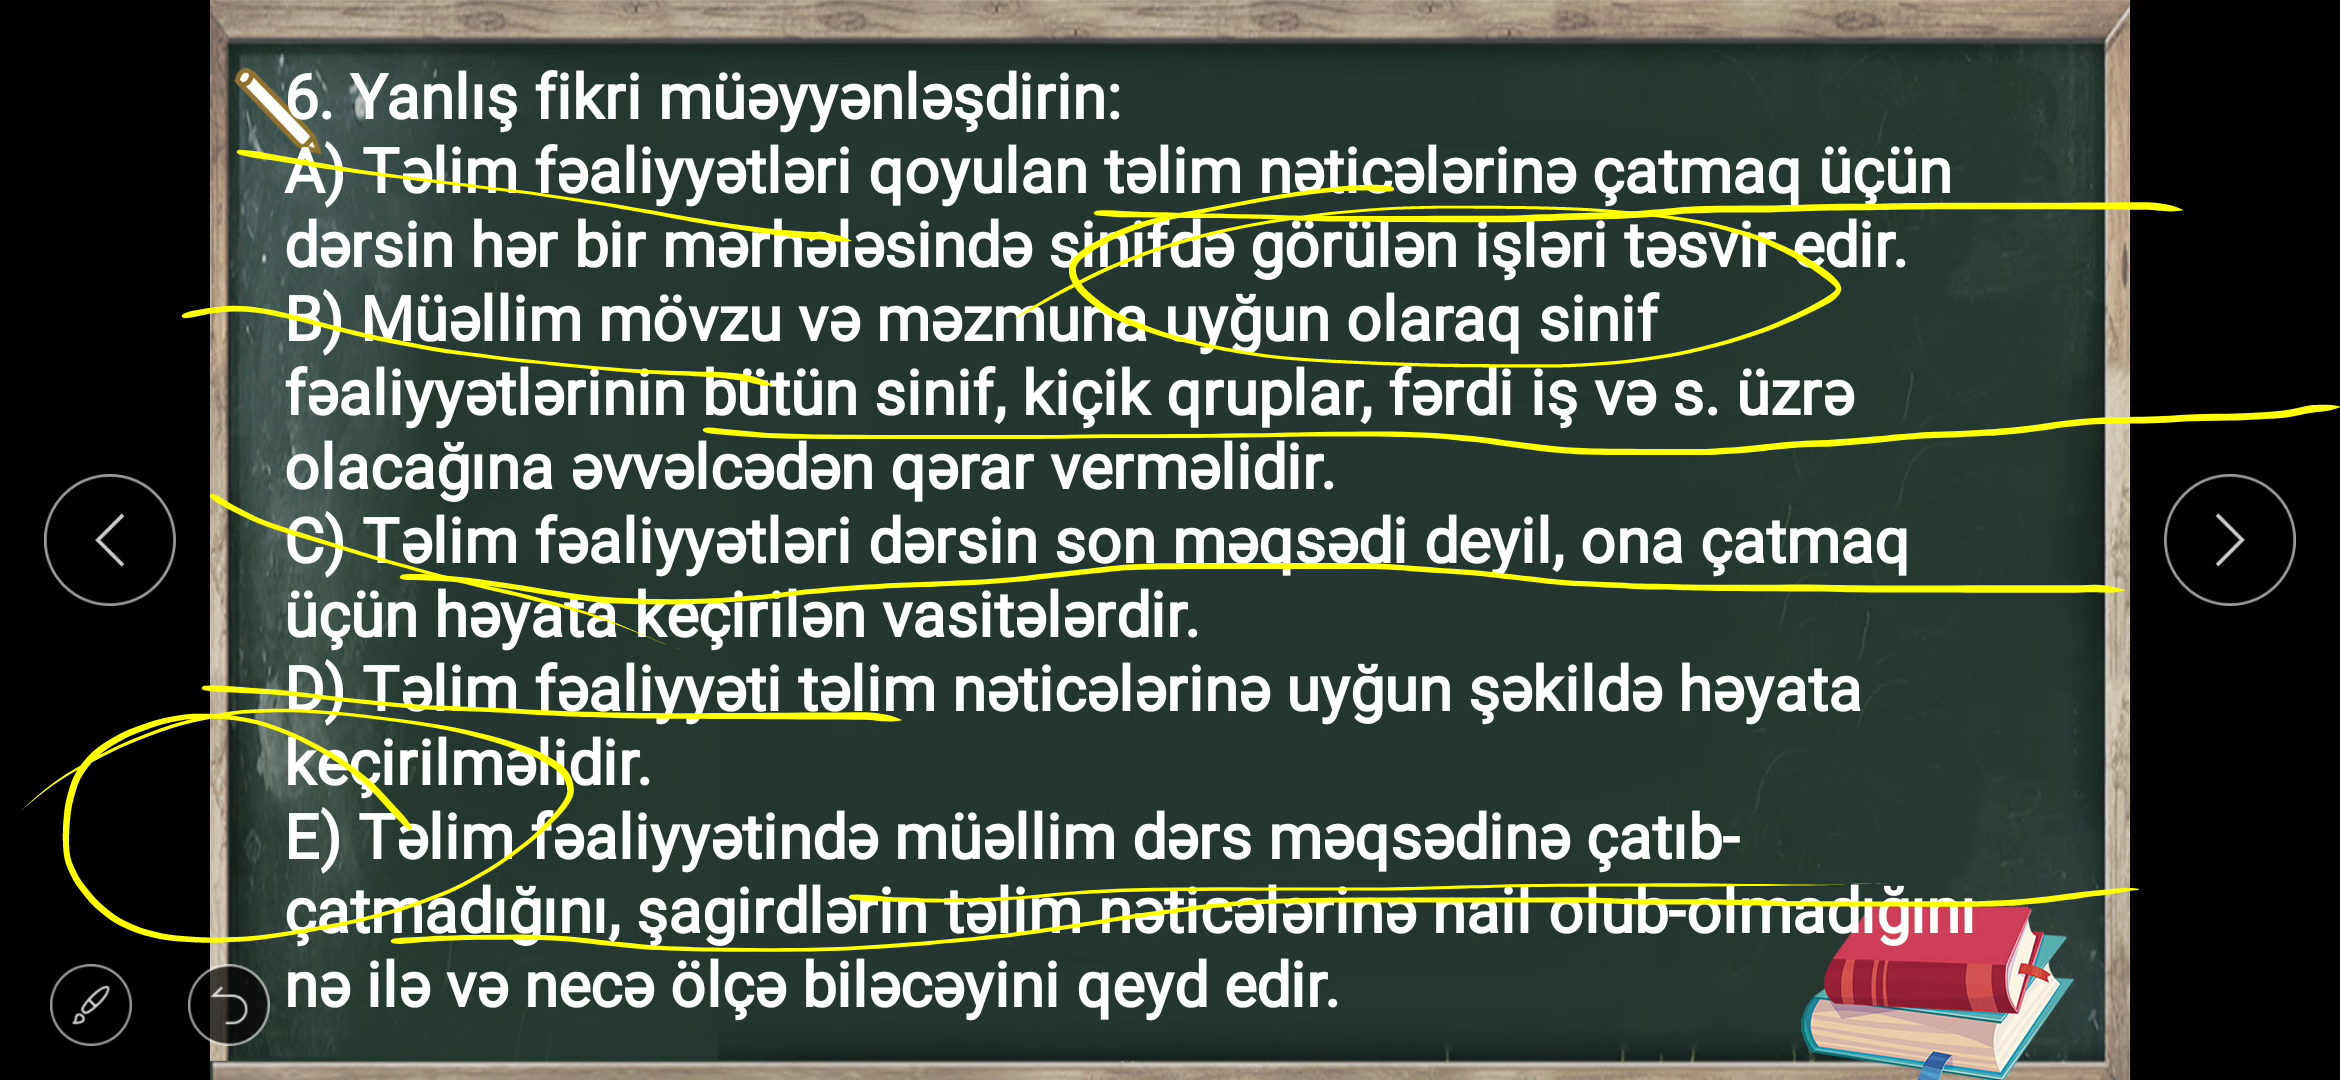 6. Yanlış fikri müəyyənləşdirin:
A) Təlim fəaliyyətləri qoyulan təlim nəticələrinə çatmaq üçün
dərsin hər bir mərhələsində sinifdə görülən işləri təsvir edir.
B) Müəllim mövzu və məzmuna uyğun olaraq sinif
fəaliyyətlərinin bütün sinif, kiçik qruplar, fərdi iş və s. üzrə
olacağına əvvəlcədən qərar verməlidir.
C) Təlim fəaliyyətləri dərsin son məqsədi deyil, ona çatmaq
üçün həyata keçirilən vasitələrdir.
D) Təlim fəaliyyəti təlim nəticələrinə uyğun şəkildə həyata
keçirilməlidir.
E) Təlim fəaliyyətində müəllim dərs məqsədinə çatıb-
çatmadığını, şagirdlərin təlim nəticələrinə nail olub-olmadığını
nə ilə və necə ölçə biləcəyini qeyd edir.